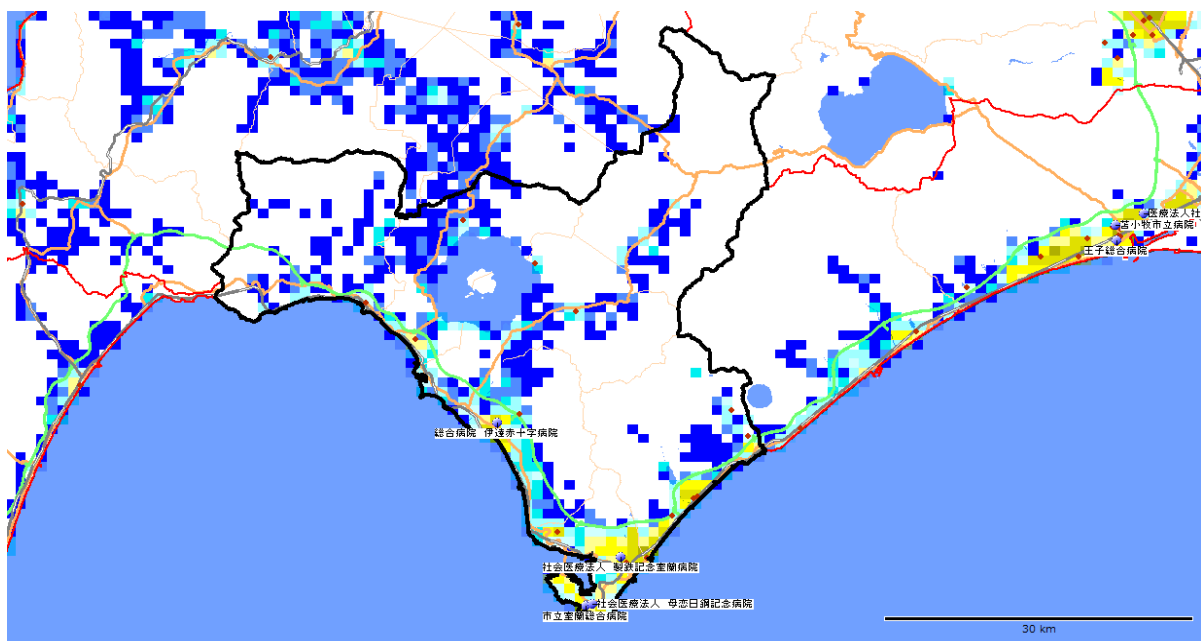 医療法人社
苫小牧市立病院
王子総合病院
総合病院 伊達赤十字病院
社会医療法人 製鉄記念室蘭病院
社会医療法人 母恋日鋼記念病院
市立室蘭総合病院
30 km